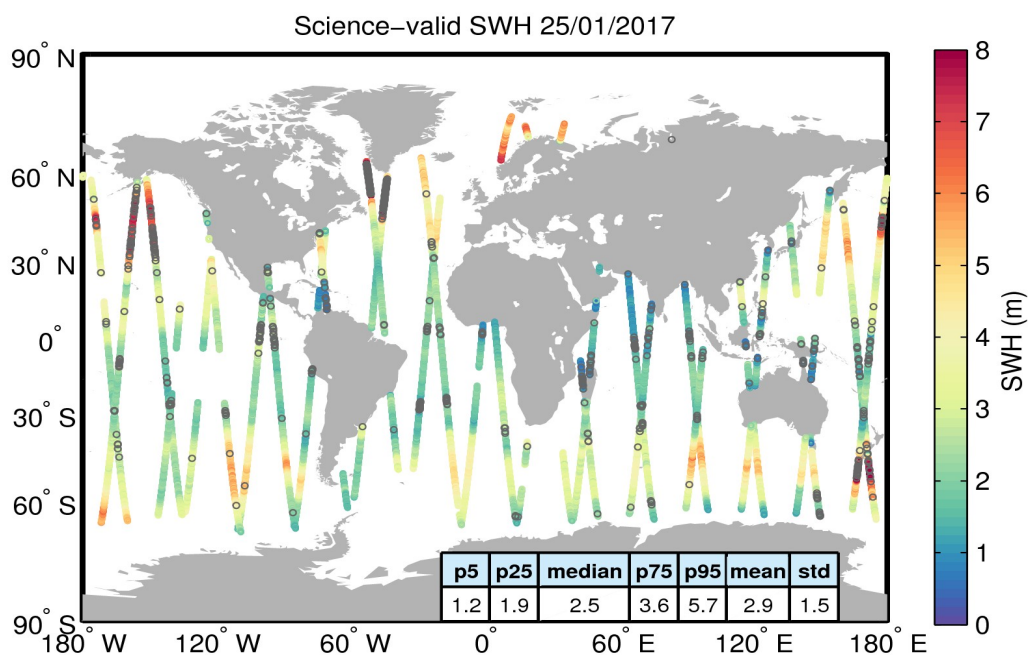 Science−valid SWH 25/01/2017
90° N
60° N
30° N
0°
30° S
60° S
90° S
180° W
120° W
60° W
0°
60° E
120° E
180° E
8
7
6
5
4
3
2
1
0
SWH (m)
p5 p25 median p75 p95 mean std
1.2 1.9 2.5 3.6 5.7 2.9 1.5